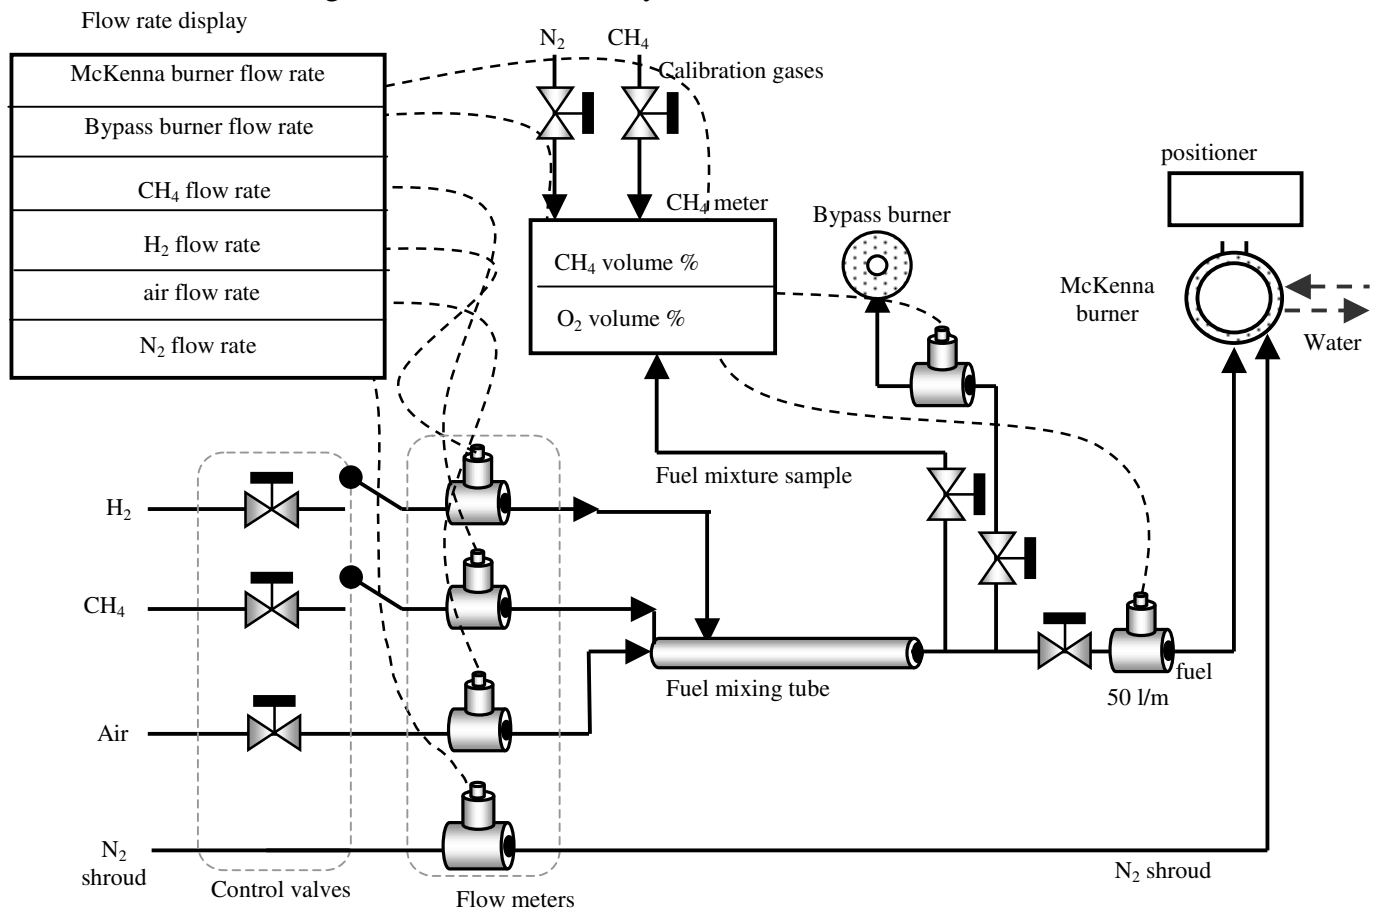 Flow rate display
N2
CH4
McKenna burner flow rate
Calibration gases
Bypass burner flow rate
positioner
CH4 flow rate
CH4 meter
Bypass burner
H2 flow rate
CH4 volume %
air flow rate
McKenna
burner
O2 volume %
N2 flow rate
Water
Fuel mixture sample
H2
CH4
fuel
Fuel mixing tube
50 l/m
Air
N2
shroud
N2 shroud
Control valves
Flow meters